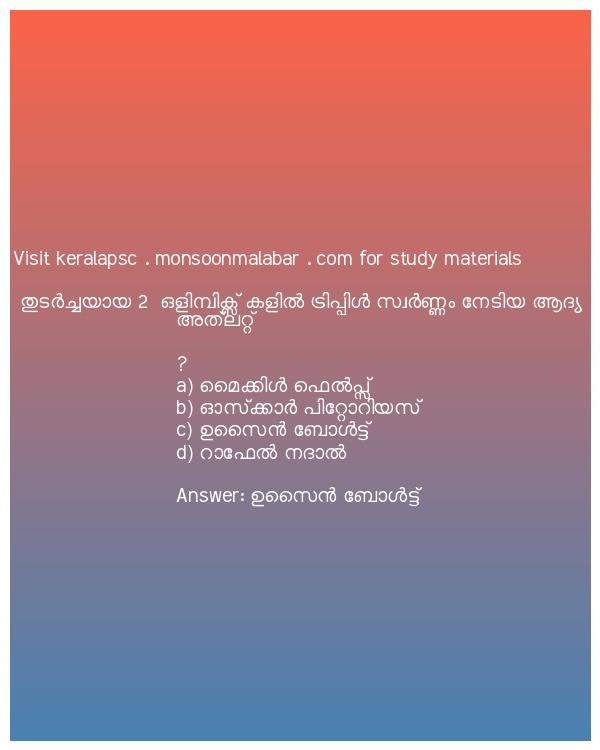 Visit keralapsc . monsoonmalabar . com for study materials
തുടർച്ചയായ 2 ഒളിമ്പിക്സ് കളിൽ ട്രിപ്പിൾ സ്വർണ്ണം നേടിയ ആദ്യ
അത്‌ലറ്റ്
?
a) മൈക്കിൾ ഫെൽപ്സ്
b) ഓസ്ക്കാർ പിറ്റോറിയസ്
c) ഉസൈൻ ബോൾട്ട്
d) റാഫേൽ നദാൽ
Answer: ഉസൈൻ ബോൾട്ട്